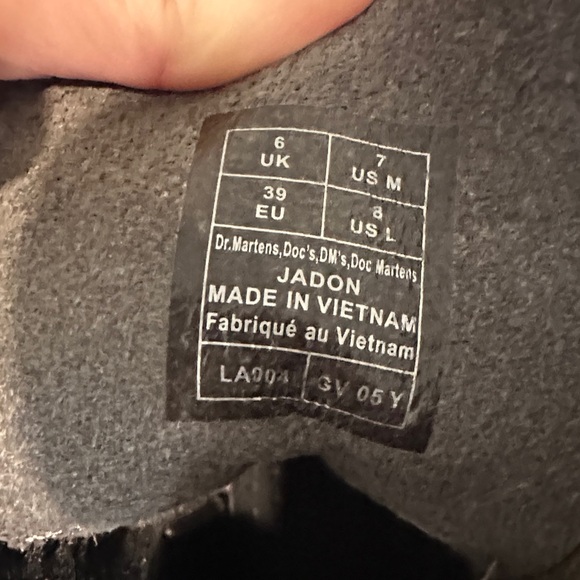 6 7
UK US M
39 8
EU US L
Dr.Martens,Doc's,DM's,Doc Martens
JADON
MADE IN VIETNAM
Fabriqué au Vietnam
LA004 GV 05 Y